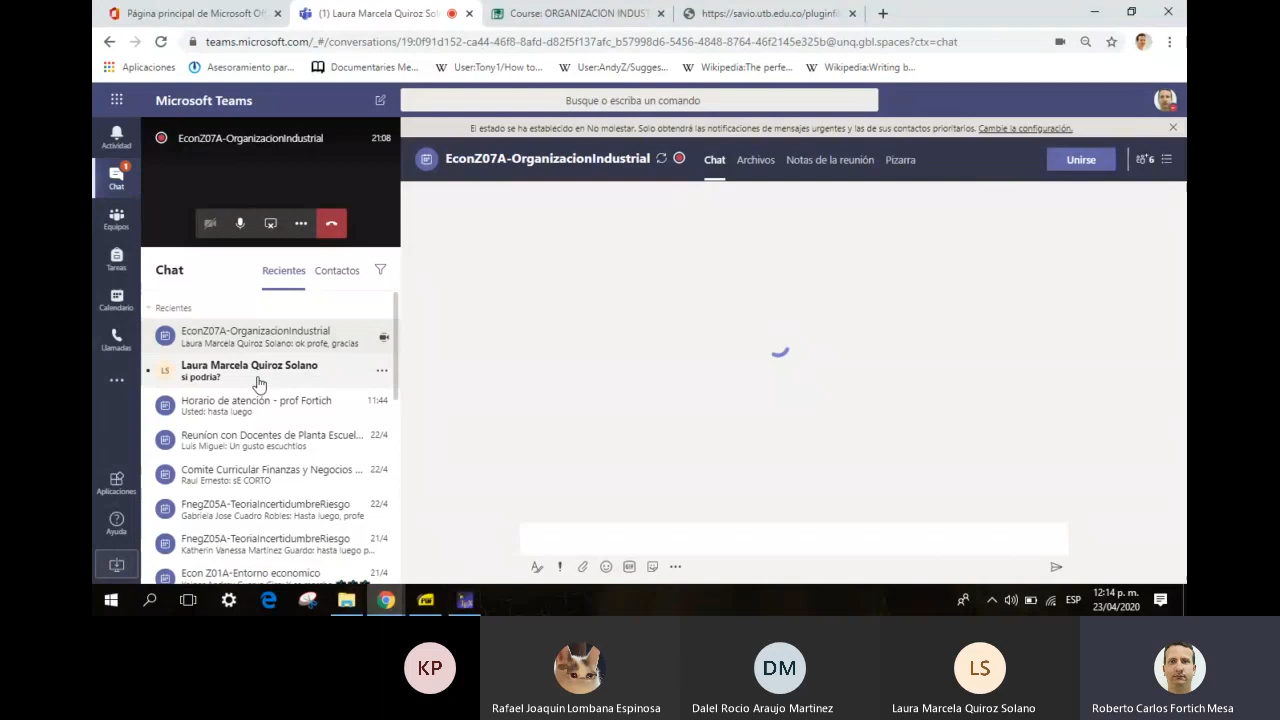 Página principal de Microsoft Of
(1) Laura Marcela Quiroz Sol
Course: ORGANIZACION INDUST
https://savio.utb.edu.co/pluginfi
teams.microsoft.com/_#/conversations/19:0f91d152-ca44-46f8-8afd-d82f5f137afc_b57998d6-5456-4848-8764-46f2145e325b@unq.gbl.spaces?ctx=chat
Aplicaciones
Asesoramiento par...
Documentaries Me...
User:Tony1/How to...
User:AndyZ/Sugges...
Wikipedia:The perfe...
Wikipedia:Writing b...
Microsoft Teams
Busque o escriba un comando
El estado se ha establecido en No molestar. Solo obtendrá las notificaciones de mensajes urgentes y las de sus contactos prioritarios. Cambie la configuración.
Actividad
Chat
1
Equipos
Tareas
Calendario
Llamadas
Aplicaciones
Ayuda
EconZ07A-OrganizacionIndustrial
21:08
EconZ07A-OrganizacionIndustrial
Chat
Archivos
Notas de la reunión
Pizarra
Unirse
6
Chat
Recientes
Contactos
Recientes
EconZ07A-OrganizacionIndustrial
Laura Marcela Quiroz Solano: ok profe, gracias
LS
Laura Marcela Quiroz Solano
si podria?
Horario de atención - prof Fortich
11:44
Usted: hasta luego
Reuníon con Docentes de Planta Escuel...
22/4
Luis Miguel: Un gusto escuchtlos
Comite Curricular Finanzas y Negocios ...
22/4
Raul Ernesto: sE CORTO
FnegZ05A-TeoriaIncertidumbreRiesgo
22/4
Gabriela Jose Cuadro Robles: Hasta luego, profe
FnegZ05A-TeoriaIncertidumbreRiesgo
21/4
Katherin Vanessa Martinez Guardo: hasta luego p...
Econ Z01A-Entorno economico
21/4
ESP
12:14 p. m.
23/04/2020
KP
Rafael Joaquin Lombana Espinosa
DM
Dalel Rocio Araujo Martinez
LS
Laura Marcela Quiroz Solano
Roberto Carlos Fortich Mesa